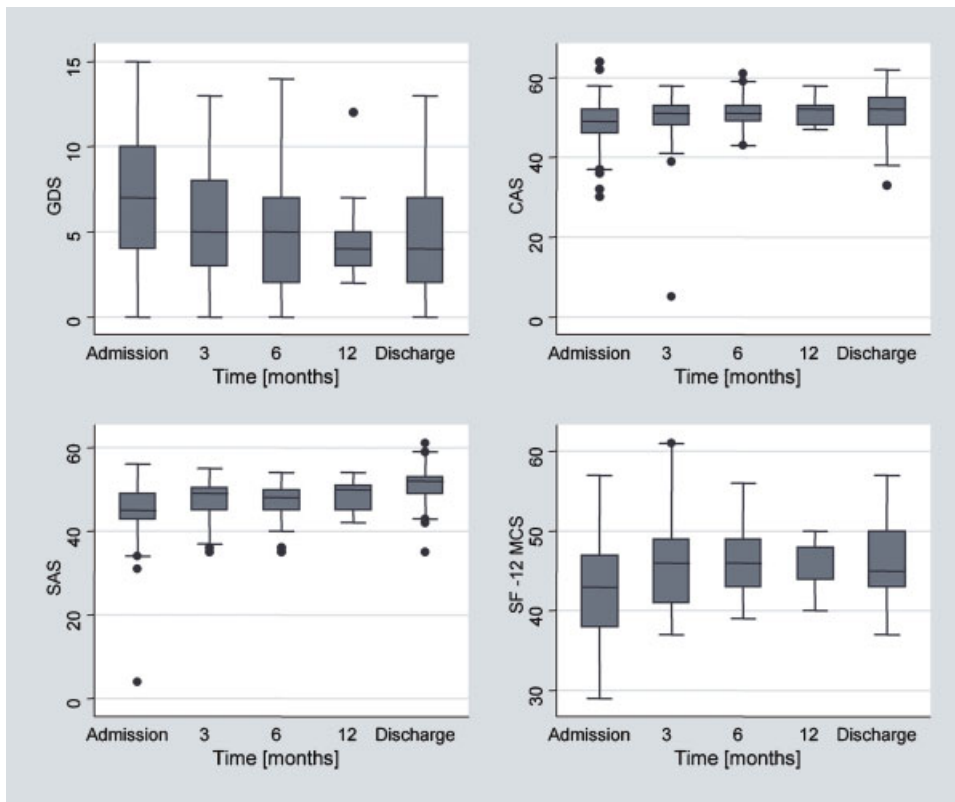 GDS
15
10
5
0
Admission 3 6 12 Discharge
Time [months]
CAS
60
40
20
0
Admission 3 6 12 Discharge
Time [months]
SAS
60
40
20
0
Admission 3 6 12 Discharge
Time [months]
SF -12 MCS
60
50
40
30
Admission 3 6 12 Discharge
Time [months]